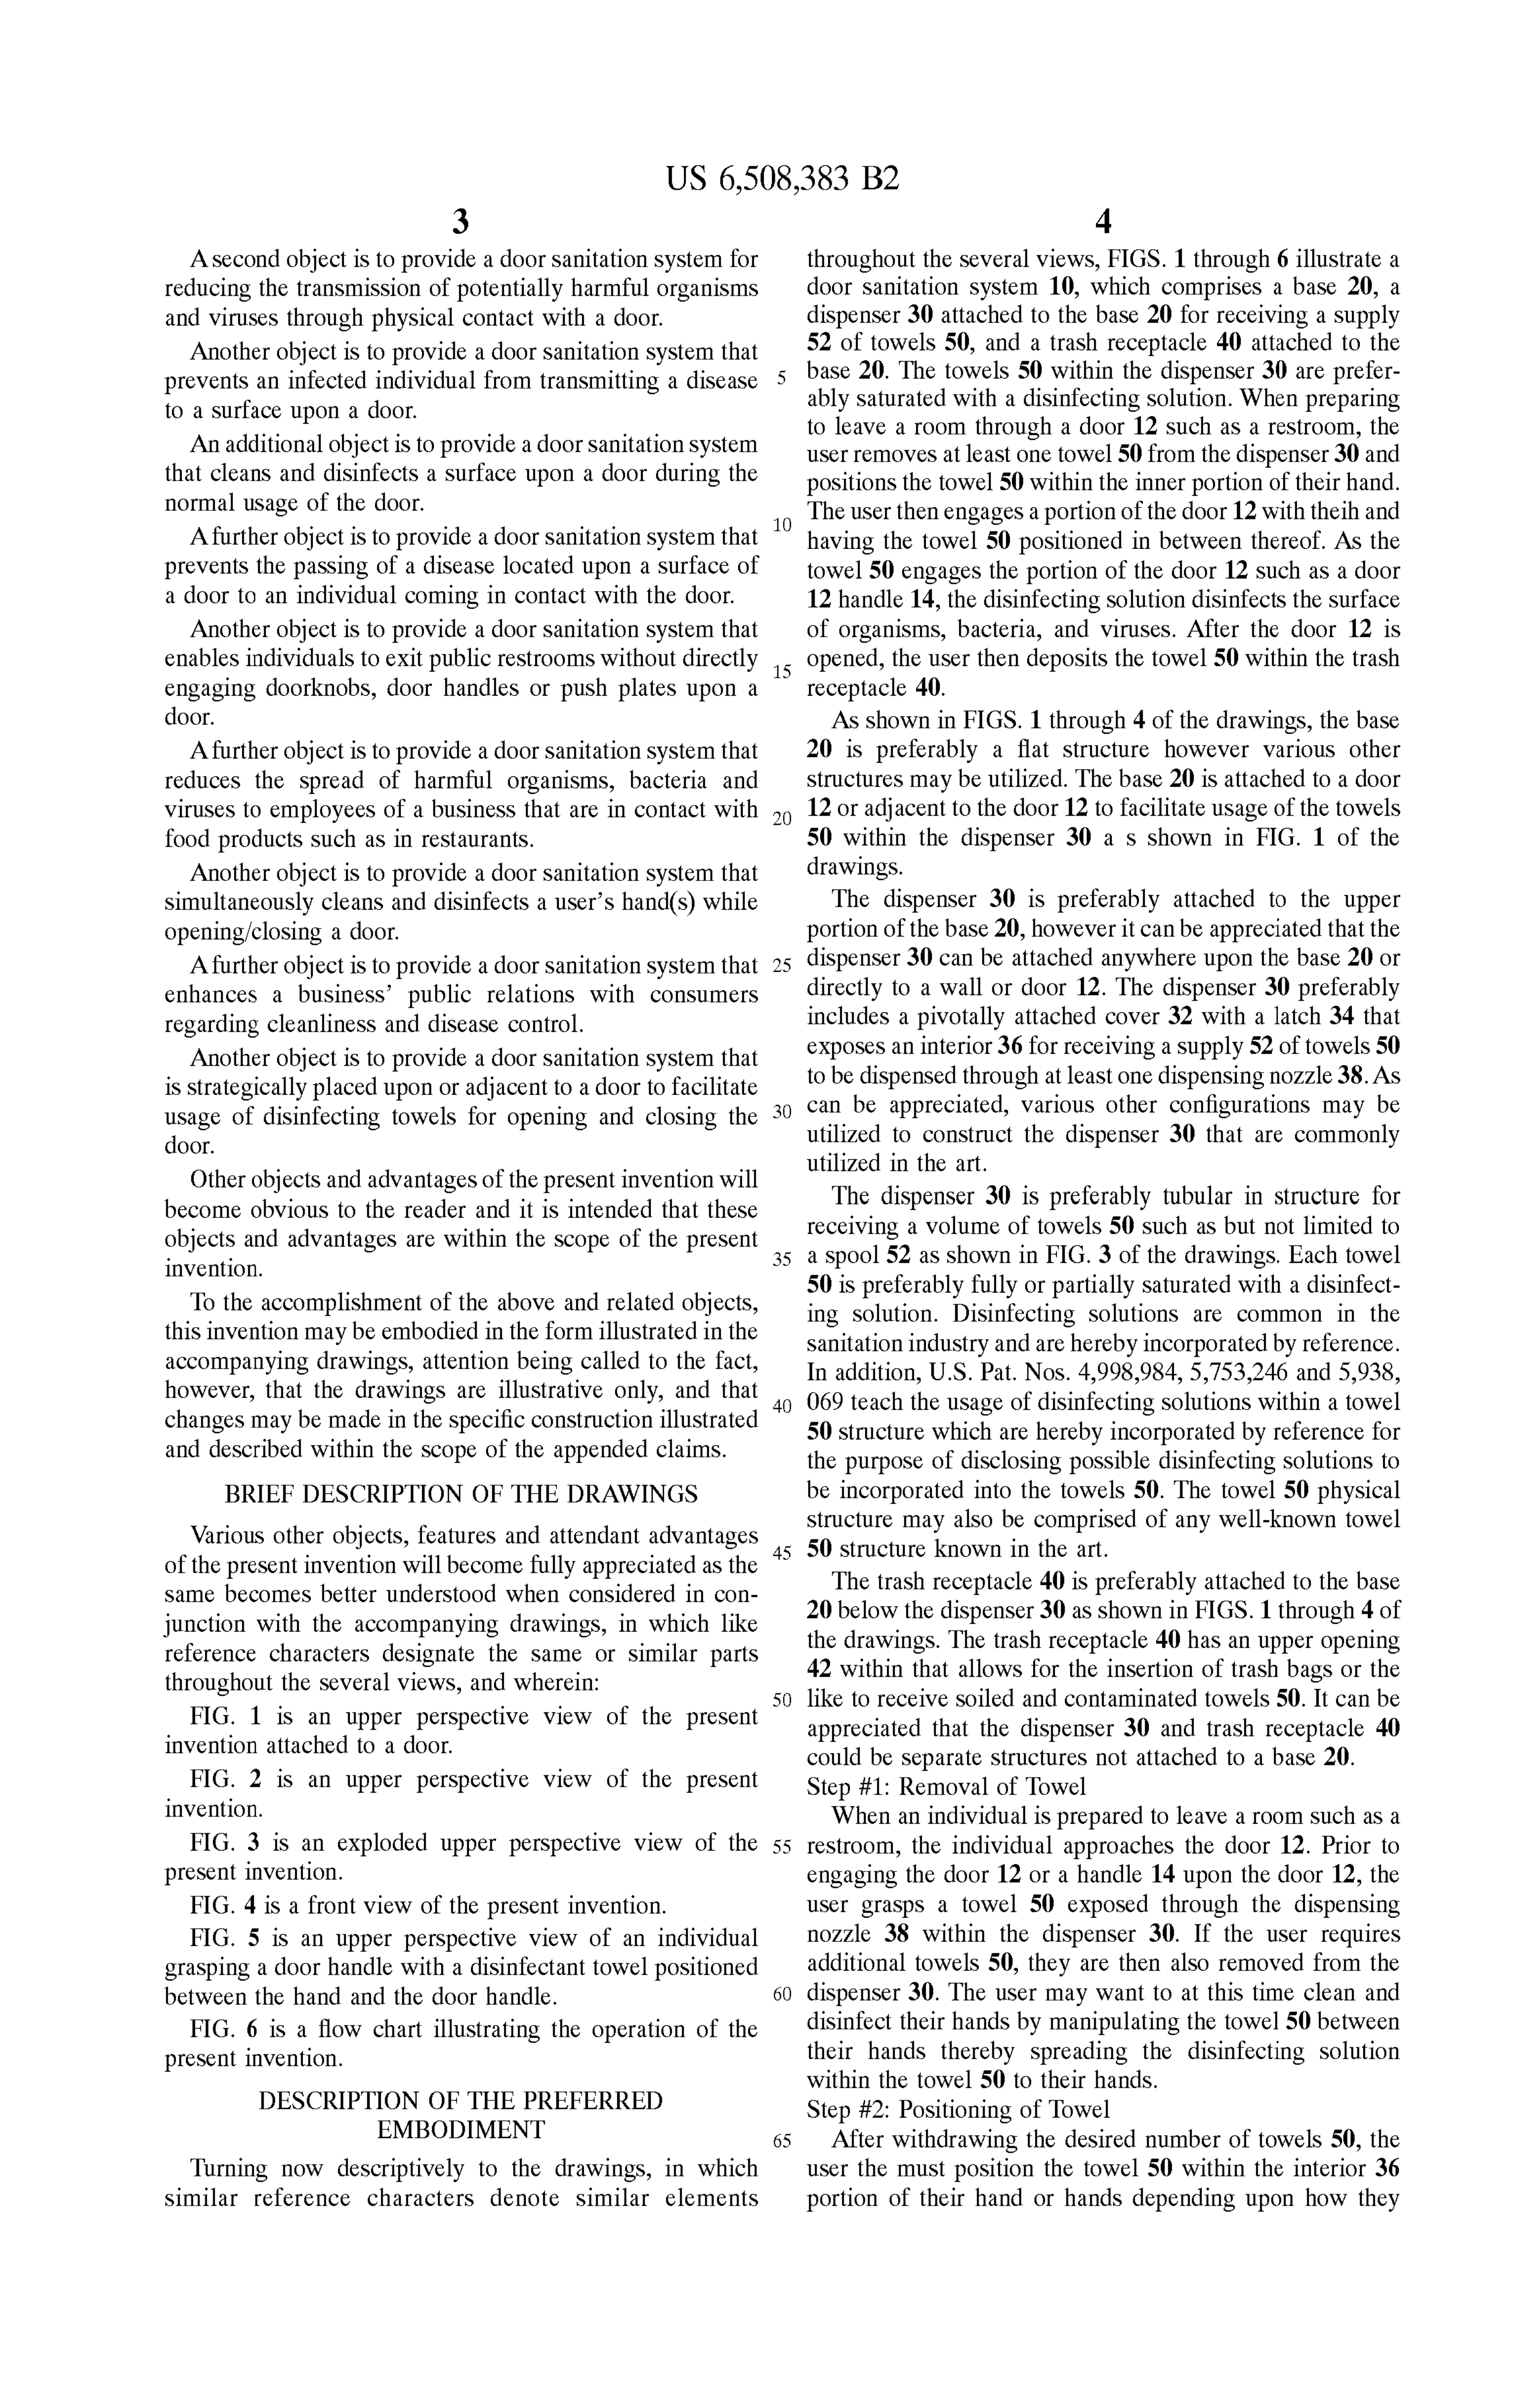 US 6,508,383 B2
3
A second object is to provide a door sanitation system for
reducing the transmission of potentially harmful organisms
and viruses through physical contact with a door.
Another object is to provide a door sanitation system that
prevents an infected individual from transmitting a disease
to a surface upon a door.
An additional object is to provide a door sanitation system
that cleans and disinfects a surface upon a door during the
normal usage of the door.
A further object is to provide a door sanitation system that
prevents the passing of a disease located upon a surface of
a door to an individual coming in contact with the door.
Another object is to provide a door sanitation system that
enables individuals to exit public restrooms without directly
engaging doorknobs, door handles or push plates upon a
door.
A further object is to provide a door sanitation system that
reduces the spread of harmful organisms, bacteria and
viruses to employees of a business that are in contact with
food products such as in restaurants.
Another object is to provide a door sanitation system that
simultaneously cleans and disinfects a user's hand(s) while
opening/closing a door.
A further object is to provide a door sanitation system that
enhances a business' public relations with consumers
regarding cleanliness and disease control.
Another object is to provide a door sanitation system that
is strategically placed upon or adjacent to a door to facilitate
usage of disinfecting towels for opening and closing the
door.
Other objects and advantages of the present invention will
become obvious to the reader and it is intended that these
objects and advantages are within the scope of the present
invention.
To the accomplishment of the above and related objects,
this invention may be embodied in the form illustrated in the
accompanying drawings, attention being called to the fact,
however, that the drawings are illustrative only, and that
changes may be made in the specific construction illustrated
and described within the scope of the appended claims.
BRIEF DESCRIPTION OF THE DRAWINGS
Various other objects, features and attendant advantages
of the present invention will become fully appreciated as the
same becomes better understood when considered in con-
junction with the accompanying drawings, in which like
reference characters designate the same or similar parts
throughout the several views, and wherein:
FIG. 1 is an upper perspective view of the present
invention attached to a door.
FIG. 2 is an upper perspective view of the present
invention.
FIG. 3 is an exploded upper perspective view of the
present invention.
FIG. 4 is a front view of the present invention.
FIG. 5 is an upper perspective view of an individual
grasping a door handle with a disinfectant towel positioned
between the hand and the door handle.
FIG. 6 is a flow chart illustrating the operation of the
present invention.
DESCRIPTION OF THE PREFERRED
EMBODIMENT
Turning now descriptively to the drawings, in which
similar reference characters denote similar elements
5
10
15
20
25
30
35
40
45
50
55
60
65
4
throughout the several views, FIGS. 1 through 6 illustrate a
door sanitation system 10, which comprises a base 20, a
dispenser 30 attached to the base 20 for receiving a supply
52 of towels 50, and a trash receptacle 40 attached to the
base 20. The towels 50 within the dispenser 30 are prefer-
ably saturated with a disinfecting solution. When preparing
to leave a room through a door 12 such as a restroom, the
user removes at least one towel 50 from the dispenser 30 and
positions the towel 50 within the inner portion of their hand.
The user then engages a portion of the door 12 with theih and
having the towel 50 positioned in between thereof. As the
towel 50 engages the portion of the door 12 such as a door
12 handle 14, the disinfecting solution disinfects the surface
of organisms, bacteria, and viruses. After the door 12 is
opened, the user then deposits the towel 50 within the trash
receptacle 40.
As shown in FIGS. 1 through 4 of the drawings, the base
20 is preferably a flat structure however various other
structures may be utilized. The base 20 is attached to a door
12 or adjacent to the door 12 to facilitate usage of the towels
50 within the dispenser 30 a s shown in FIG. 1 of the
drawings.
The dispenser 30 is preferably attached to the upper
portion of the base 20, however it can be appreciated that the
dispenser 30 can be attached anywhere upon the base 20 or
directly to a wall or door 12. The dispenser 30 preferably
includes a pivotally attached cover 32 with a latch 34 that
exposes an interior 36 for receiving a supply 52 of towels 50
to be dispensed through at least one dispensing nozzle 38. As
can be appreciated, various other configurations may be
utilized to construct the dispenser 30 that are commonly
utilized in the art.
The dispenser 30 is preferably tubular in structure for
receiving a volume of towels 50 such as but not limited to
a spool 52 as shown in FIG. 3 of the drawings. Each towel
50 is preferably fully or partially saturated with a disinfect-
ing solution. Disinfecting solutions are common in the
sanitation industry and are hereby incorporated by reference.
In addition, U.S. Pat. Nos. 4,998,984, 5,753,246 and 5,938,
069 teach the usage of disinfecting solutions within a towel
50 structure which are hereby incorporated by reference for
the purpose of disclosing possible disinfecting solutions to
be incorporated into the towels 50. The towel 50 physical
structure may also be comprised of any well-known towel
50 structure known in the art.
The trash receptacle 40 is preferably attached to the base
20 below the dispenser 30 as shown in FIGS. 1 through 4 of
the drawings. The trash receptacle 40 has an upper opening
42 within that allows for the insertion of trash bags or the
like to receive soiled and contaminated towels 50. It can be
appreciated that the dispenser 30 and trash receptacle 40
could be separate structures not attached to a base 20.
Step #1: Removal of Towel
When an individual is prepared to leave a room such as a
restroom, the individual approaches the door 12. Prior to
engaging the door 12 or a handle 14 upon the door 12, the
user grasps a towel 50 exposed through the dispensing
nozzle 38 within the dispenser 30. If the user requires
additional towels 50, they are then also removed from the
dispenser 30. The user may want to at this time clean and
disinfect their hands by manipulating the towel 50 between
their hands thereby spreading the disinfecting solution
within the towel 50 to their hands.
Step #2: Positioning of Towel
After withdrawing the desired number of towels 50, the
user the must position the towel 50 within the interior 36
portion of their hand or hands depending upon how they